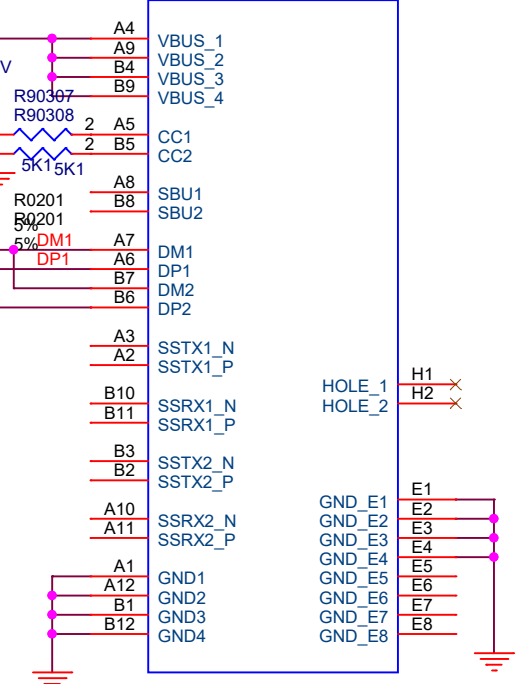 A4 VBUS_1
A9 VBUS_2
V B4 VBUS_3
B9 VBUS_4
R90307
R90308
2 A5 CC1
2 B5 CC2
5K1 5K1
A8 SBU1
R0201 B8 SBU2
R0201
5%
5% DM1 A7 DM1
DP1 A6 DP1
B7 DM2
B6 DP2
A3 SSTX1_N
A2 SSTX1_P
B10 SSRX1_N
B11 SSRX1_P
B3 SSTX2_N
B2 SSTX2_P
A10 SSRX2_N
A11 SSRX2_P
A1 GND1
A12 GND2
B1 GND3
B12 GND4
HOLE_1 H1
HOLE_2 H2
GND_E1 E1
GND_E2 E2
GND_E3 E3
GND_E4 E4
GND_E5 E5
GND_E6 E6
GND_E7 E7
GND_E8 E8